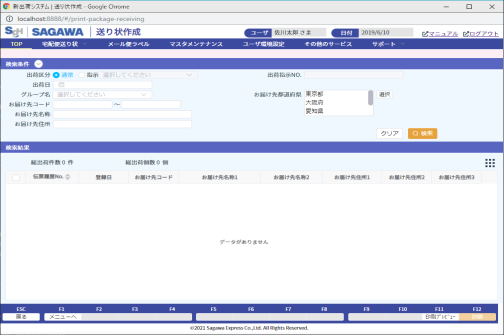 新出荷システム | 送り状作成 - Google Chrome
localhost:8888/#/print-package-receiving
SGH SAGAWA 送り状作成 ユーザ 佐川太郎 さま 日付 2019/6/10 マニュアル ログアウト
TOP 宅配便送り状 メール便ラベル マスタメンテナンス ユーザ環境設定 その他のサービス サポート
検索条件
出荷区分 通常 指示 選択してください 出荷指示NO.
出荷日
グループ名 選択してください お届け先都道府県 東京都 選択
大阪府
愛知県
お届け先コード ～
お届け先名称
お届け先住所
クリア 検索
検索結果
総出荷件数 0 件 総出荷個数 0 個
伝票履歴No. 登録日 お届け先コード お届け先名称1 お届け先名称2 お届け先住所1 お届け先住所2 お届け先住所3
データがありません
ESC F1 F2 F3 F4 F5 F6 F7 F8 F9 F10 F11 F12
戻る メニューへ 印刷プレビュー 印刷
©2021 Sagawa Express Co.,Ltd. All Rights Reserved.